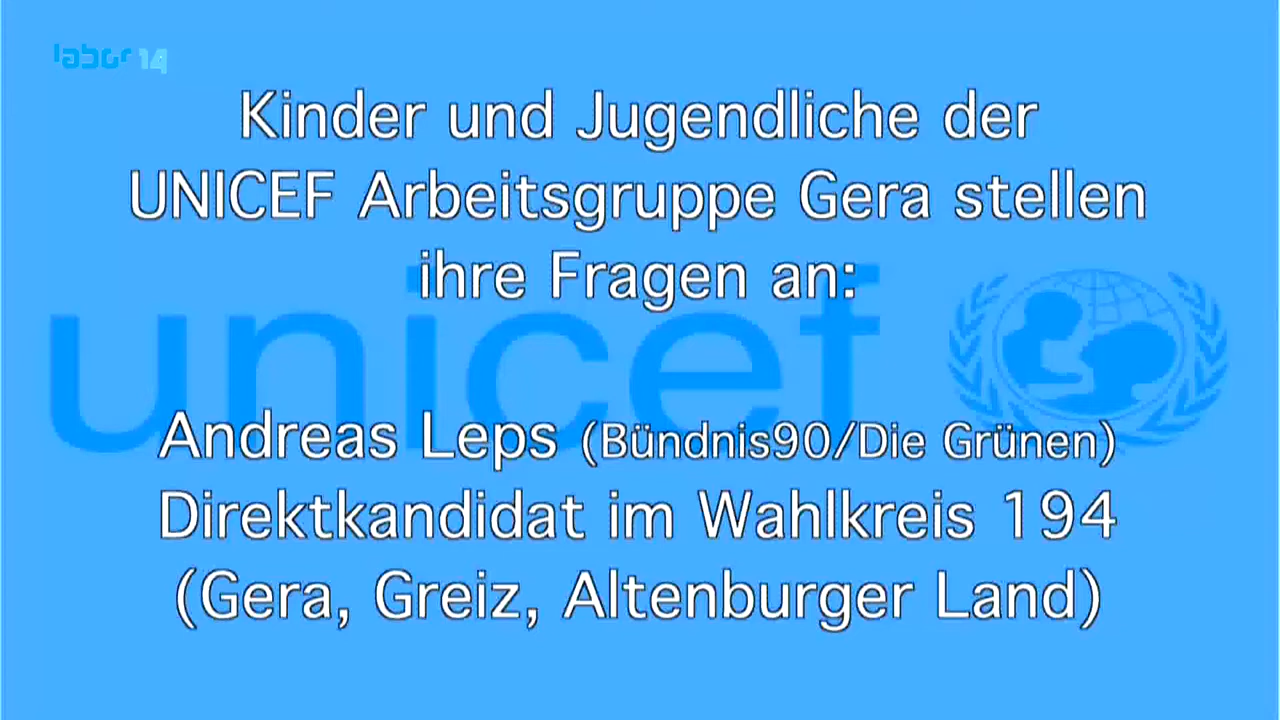 labor 14
Kinder und Jugendliche der
UNICEF Arbeitsgruppe Gera stellen
ihre Fragen an:
unicef
Andreas Leps (Bündnis90/Die Grünen)
Direktkandidat im Wahlkreis 194
(Gera, Greiz, Altenburger Land)